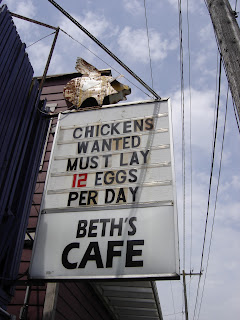 CHICKENS
WANTED
MUST LAY
12 EGGS
PER DAY
BETH'S
CAFE